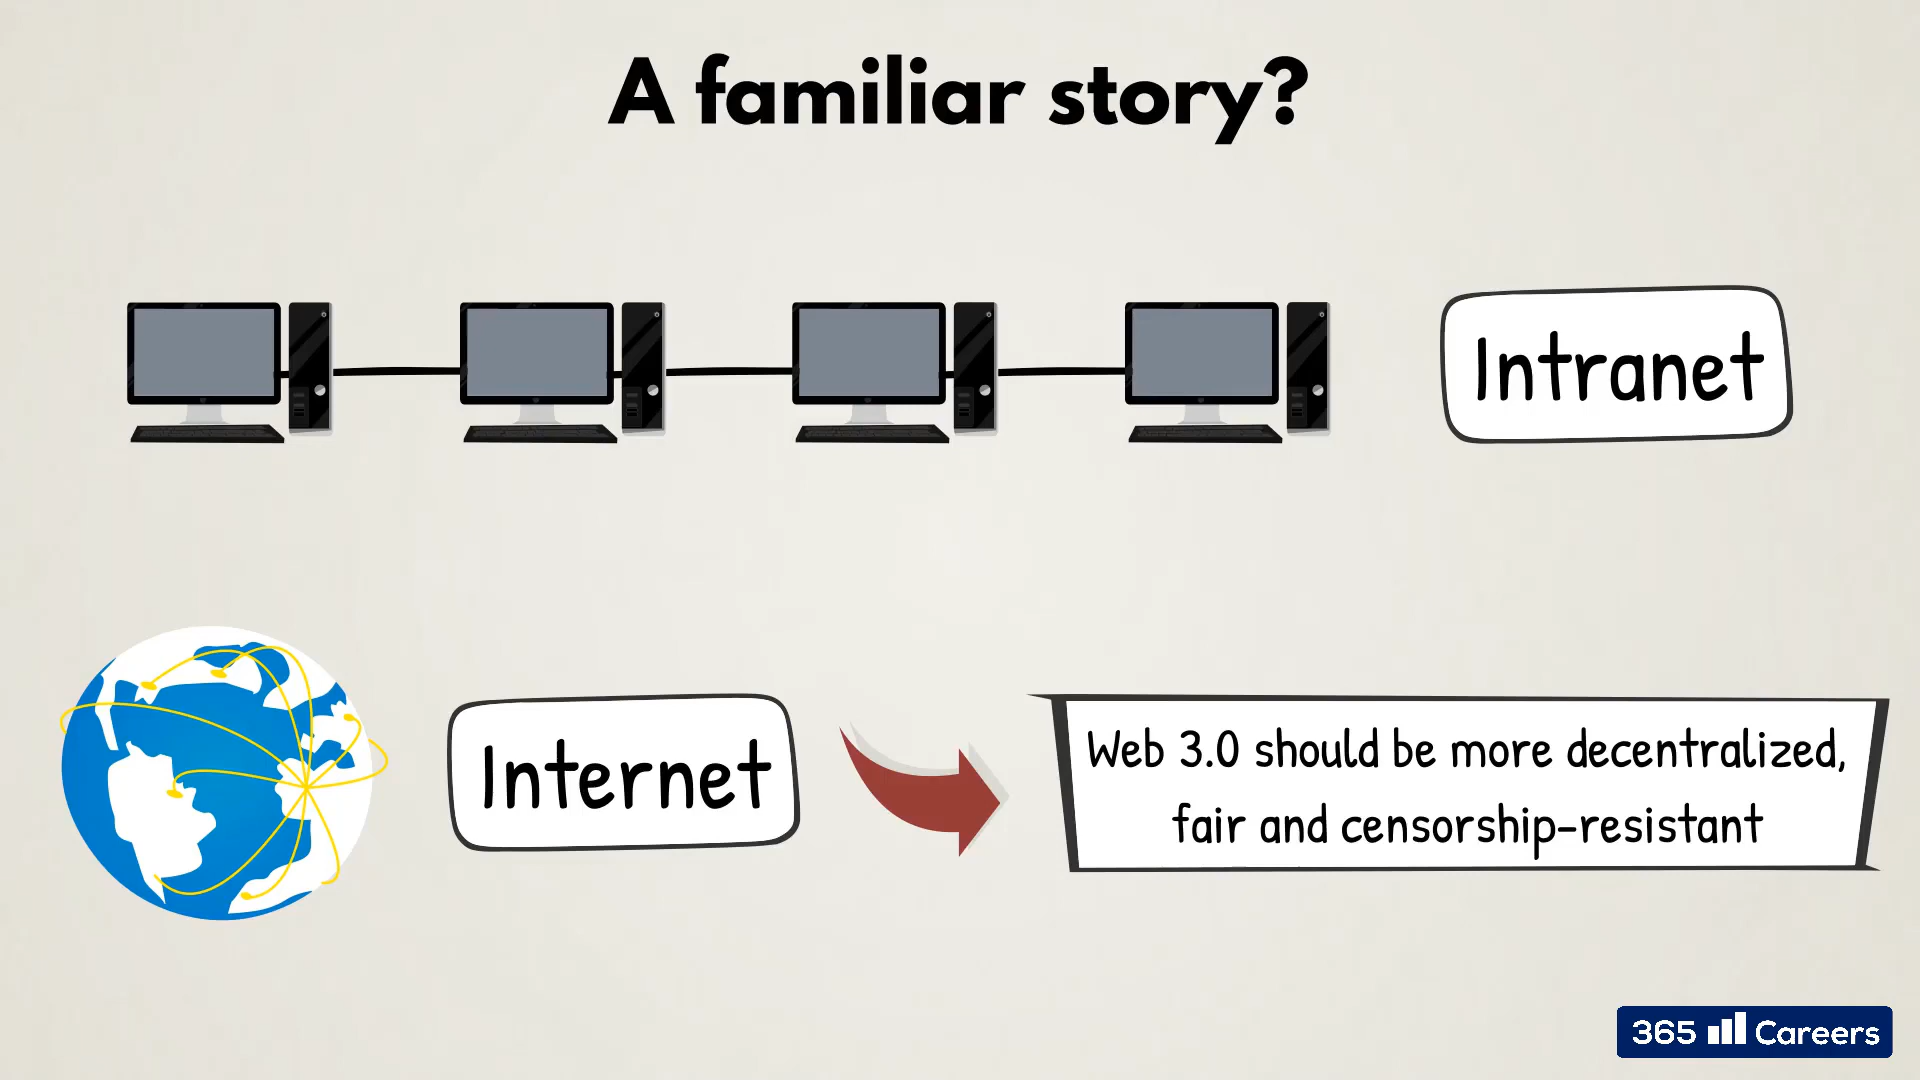 A familiar story?
Intranet
Internet
Web 3.0 should be more decentralized,
fair and censorship-resistant
365 Careers